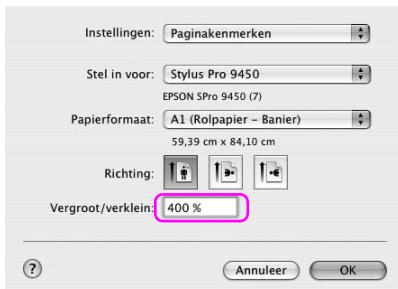 Instellingen: Paginakenmerken
Stel in voor: Stylus Pro 9450
EPSON SPro 9450 (7)
Papierformaat: A1 (Rolpapier – Banier)
59,39 cm x 84,10 cm
Richting:
Vergroot/verklein: 400 %
? Annuleer OK